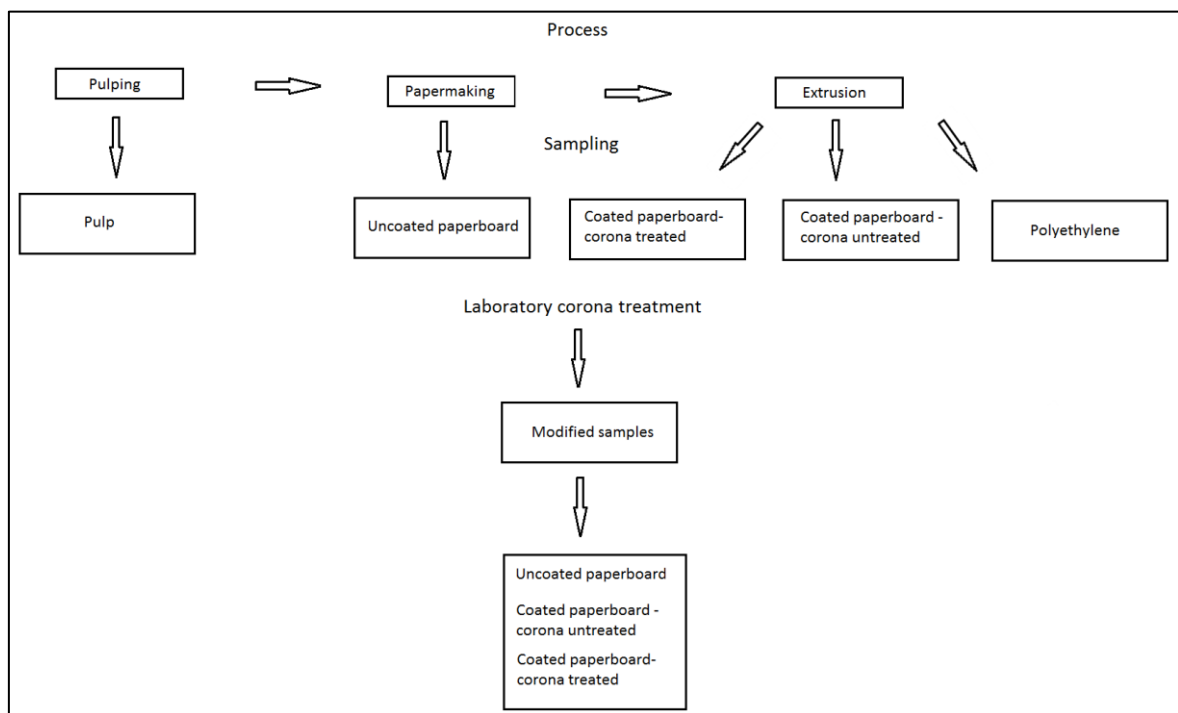 Process
Pulping
Papermaking
Extrusion
Sampling
Pulp
Uncoated paperboard
Coated paperboard-
corona treated
Coated paperboard -
corona untreated
Polyethylene
Laboratory corona treatment
Modified samples
Uncoated paperboard
Coated paperboard -
corona untreated
Coated paperboard-
corona treated